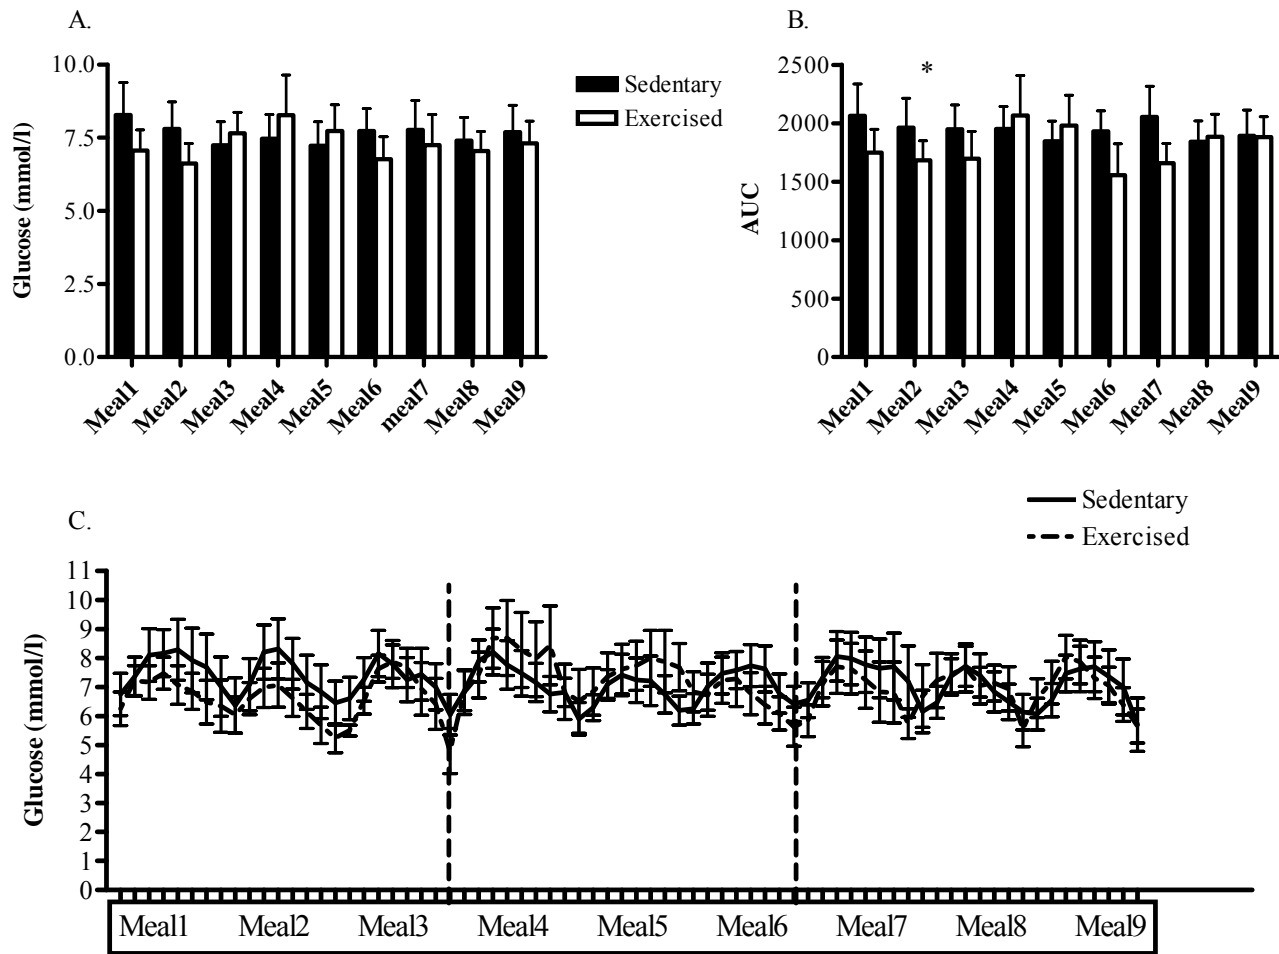 A.
Glucose (mmol/l)
10.0
7.5
5.0
2.5
0.0
Meal1
Meal2
Meal3
Meal4
Meal5
Meal6
meal7
Meal8
Meal9
Sedentary
Exercised
B.
AUC
2500
2000
1500
1000
500
0
*
Meal1
Meal2
Meal3
Meal4
Meal5
Meal6
Meal7
Meal8
Meal9
C.
Sedentary
Exercised
Glucose (mmol/l)
11
10
9
8
7
6
5
4
3
2
1
0
Meal1 Meal2 Meal3 Meal4 Meal5 Meal6 Meal7 Meal8 Meal9